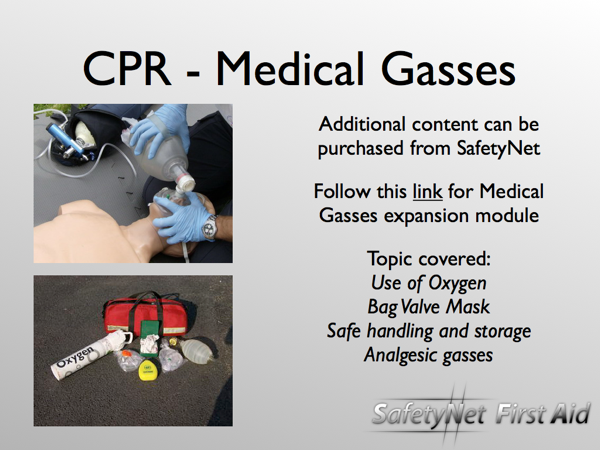 CPR - Medical Gasses
Additional content can be
purchased from SafetyNet
Follow this link for Medical
Gasses expansion module
Topic covered:
Use of Oxygen
Bag Valve Mask
Safe handling and storage
Analgesic gasses
Oxygen
SafetyNet First Aid